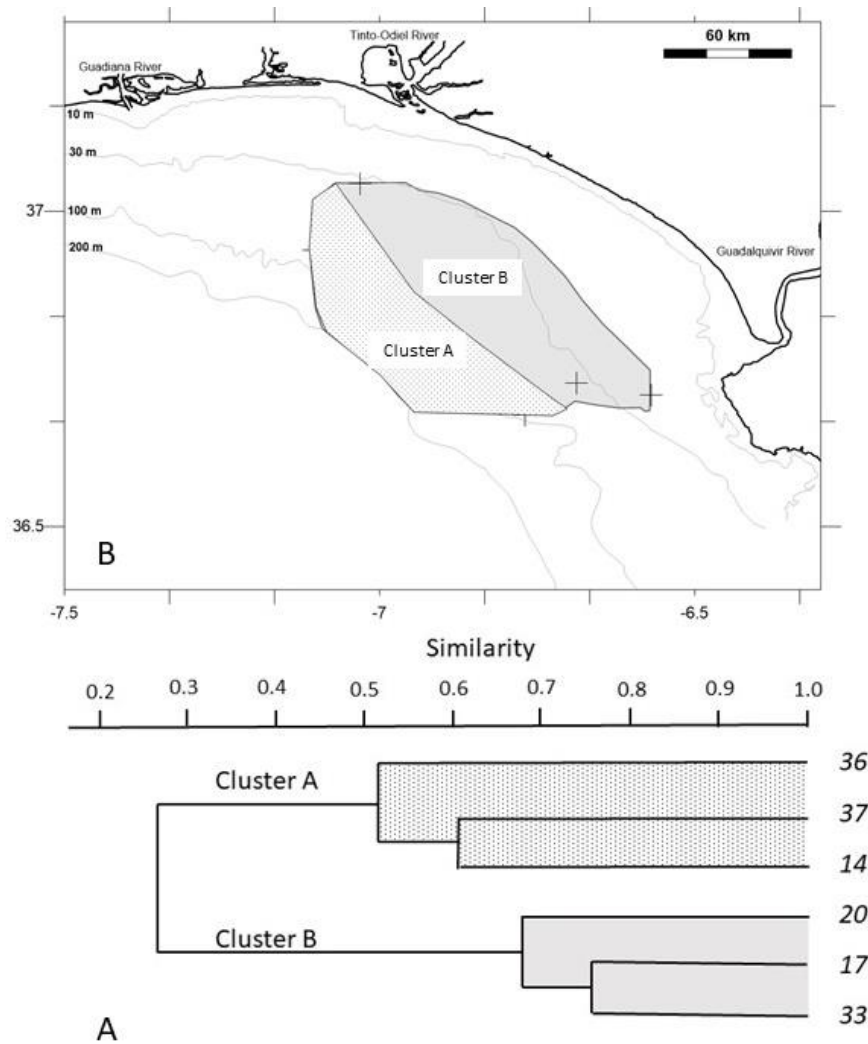 Tinto-Odiel River
60 km
Guadiana River
10 m
30 m
37
100 m
200 m
Guadalquivir River
Cluster B
Cluster A
36.5
B
-7.5
-7
-6.5
Similarity
0.2 0.3 0.4 0.5 0.6 0.7 0.8 0.9 1.0
Cluster A
36
37
14
20
Cluster B
17
33
A